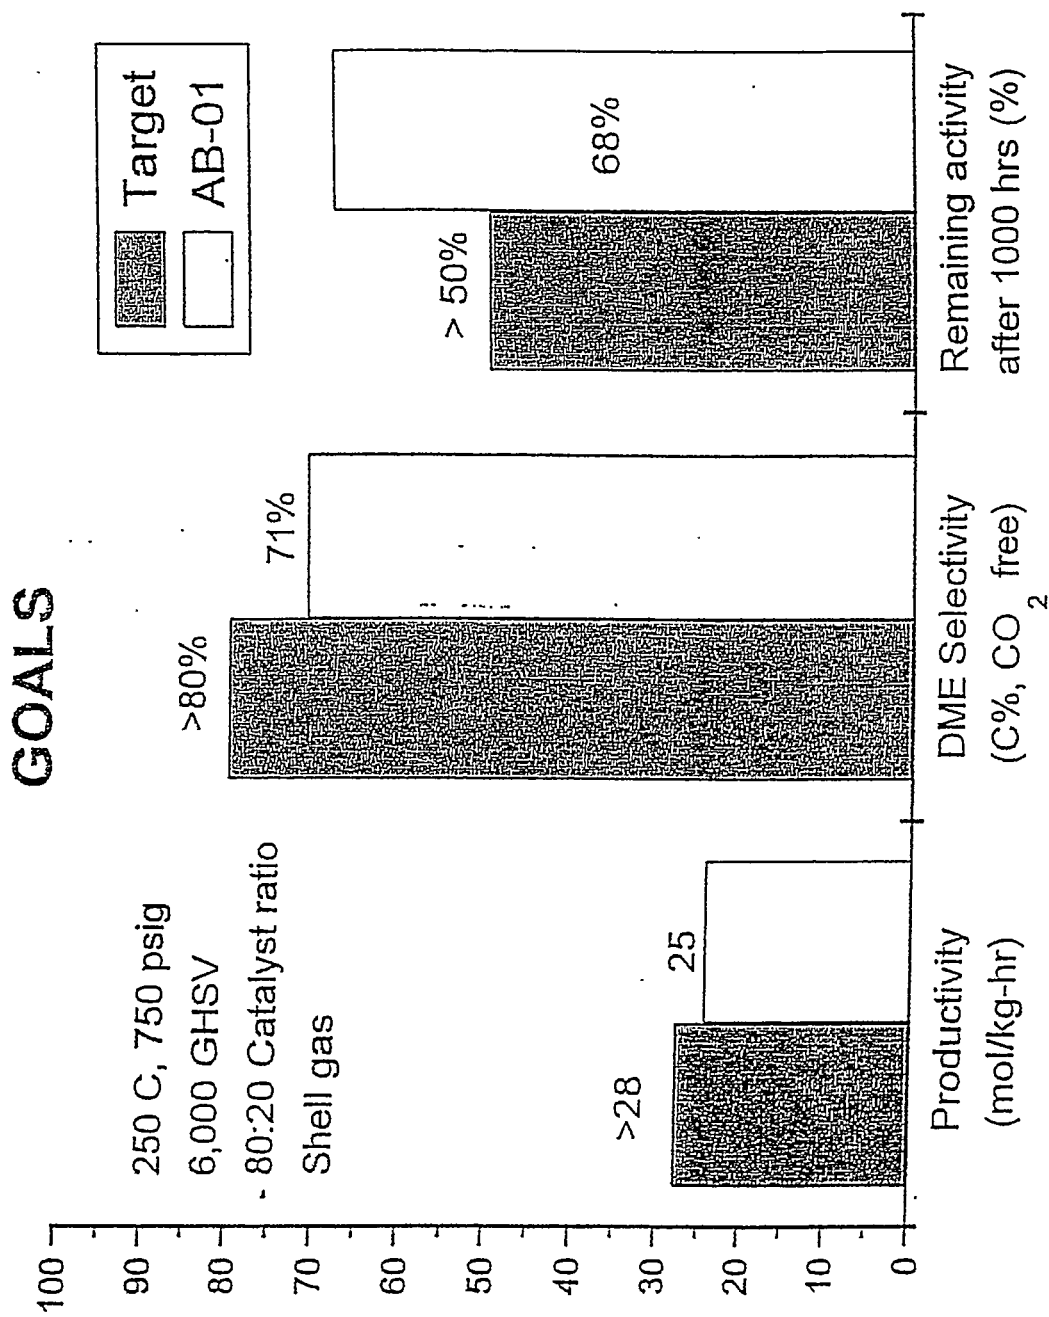 GOALS
250 C, 750 psig
6,000 GHSV
80:20 Catalyst ratio
Shell gas
Target
AB-01
100
90
80
70
60
50
40
30
20
10
0
>28
25
>80%
71%
> 50%
68%
Productivity
(mol/kg-hr)
DME Selectivity
(C%, CO2 free)
Remaining activity
after 1000 hrs (%)